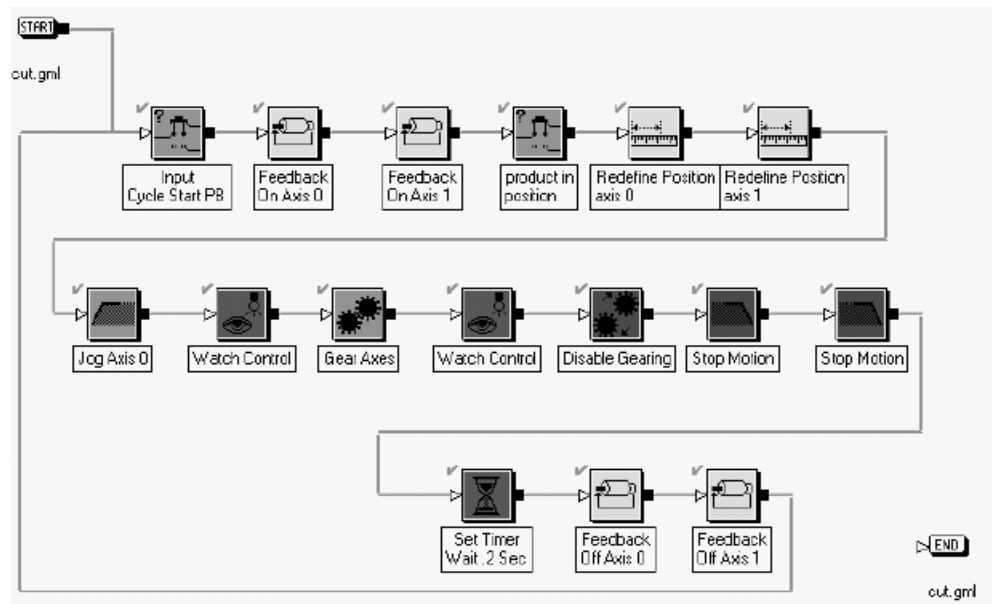 START
cut.gml
?
Input
Cycle Start PB
Feedback
On Axis 0
Feedback
On Axis 1
?
product in
position
Redefine Position
axis 0
Redefine Position
axis 1
Jog Axis 0
Watch Control
Gear Axes
Watch Control
Disable Gearing
Stop Motion
Stop Motion
Set Timer
Wait .2 Sec
Feedback
Off Axis 0
Feedback
Off Axis 1
END
cut.gml